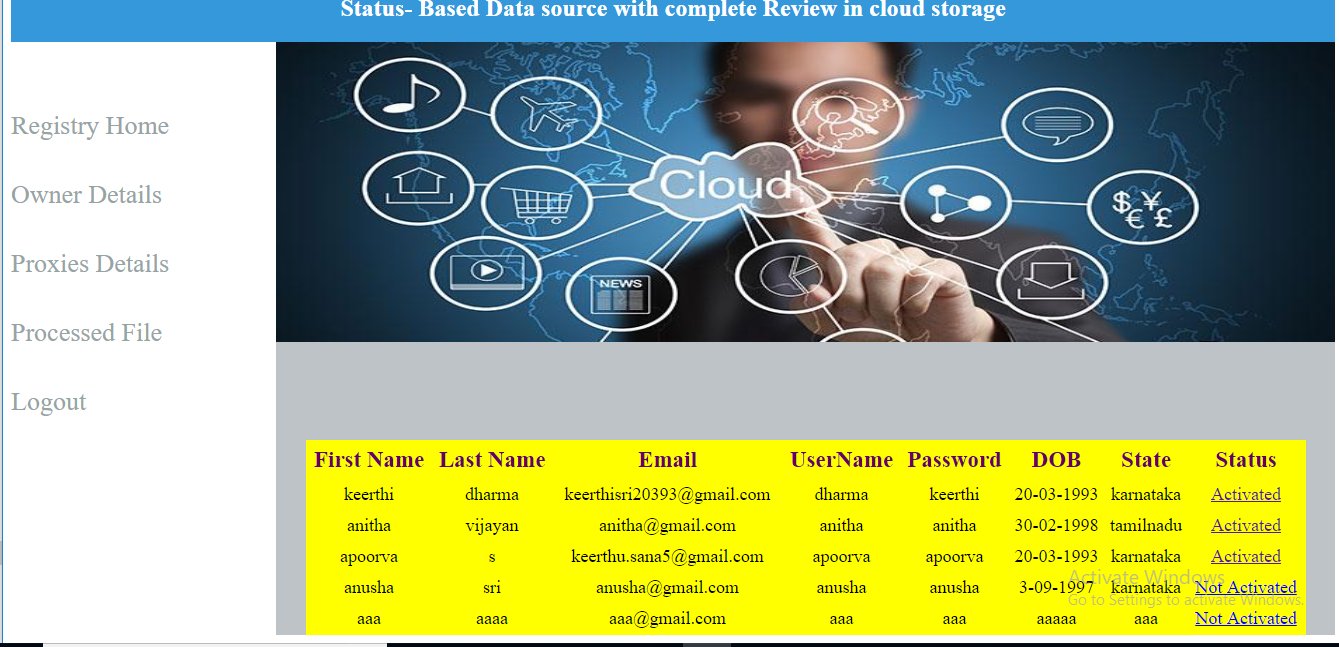 Status- Based Data source with complete Review in cloud storage
Registry Home
Owner Details
Proxies Details
Processed File
Logout
Cloud
$ ¥
€ £
NEWS
First Name Last Name Email UserName Password DOB State Status
keerthi dharma keerthisri20393@gmail.com dharma keerthi 20-03-1993 karnataka Activated
anitha vijayan anitha@gmail.com anitha anitha 30-02-1998 tamilnadu Activated
apoorva s keerthu.sana5@gmail.com apoorva apoorva 20-03-1993 karnataka Activated
anusha sri anusha@gmail.com anusha anusha 3-09-1997 karnataka Not Activated
aaa aaaa aaa@gmail.com aaa aaa aaaaa aaa Not Activated
Activate Windows
Go to Settings to activate Windows.